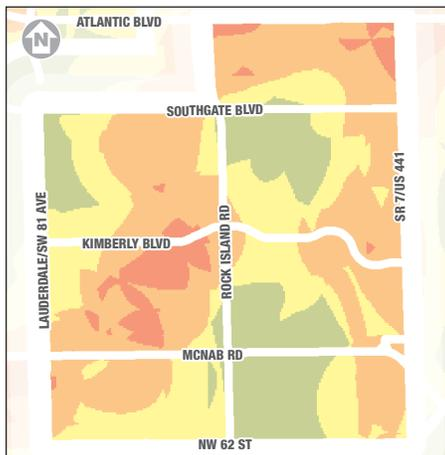 ATLANTIC BLVD
N
SOUTHGATE BLVD
LAUDERDALE/SW 81 AVE
ROCK ISLAND RD
SR 7/US 441
KIMBERLY BLVD
MCNAB RD
NW 62 ST